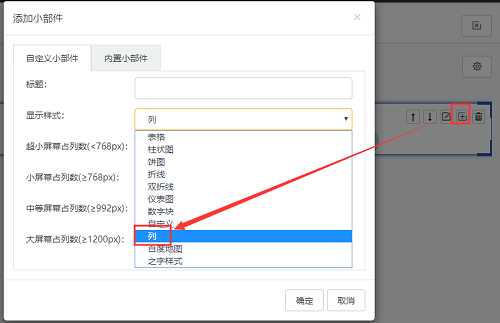 添加小部件
×
自定义小部件 内置小部件
标题:
显示样式: 列
表格
超小屏幕占列数(<768px): 柱状图
饼图
小屏幕占列数(≥768px): 折线
双折线
仪表图
中等屏幕占列数(≥992px): 数字块
自定义
大屏幕占列数(≥1200px): 列
百度地图
之字样式
确定 取消